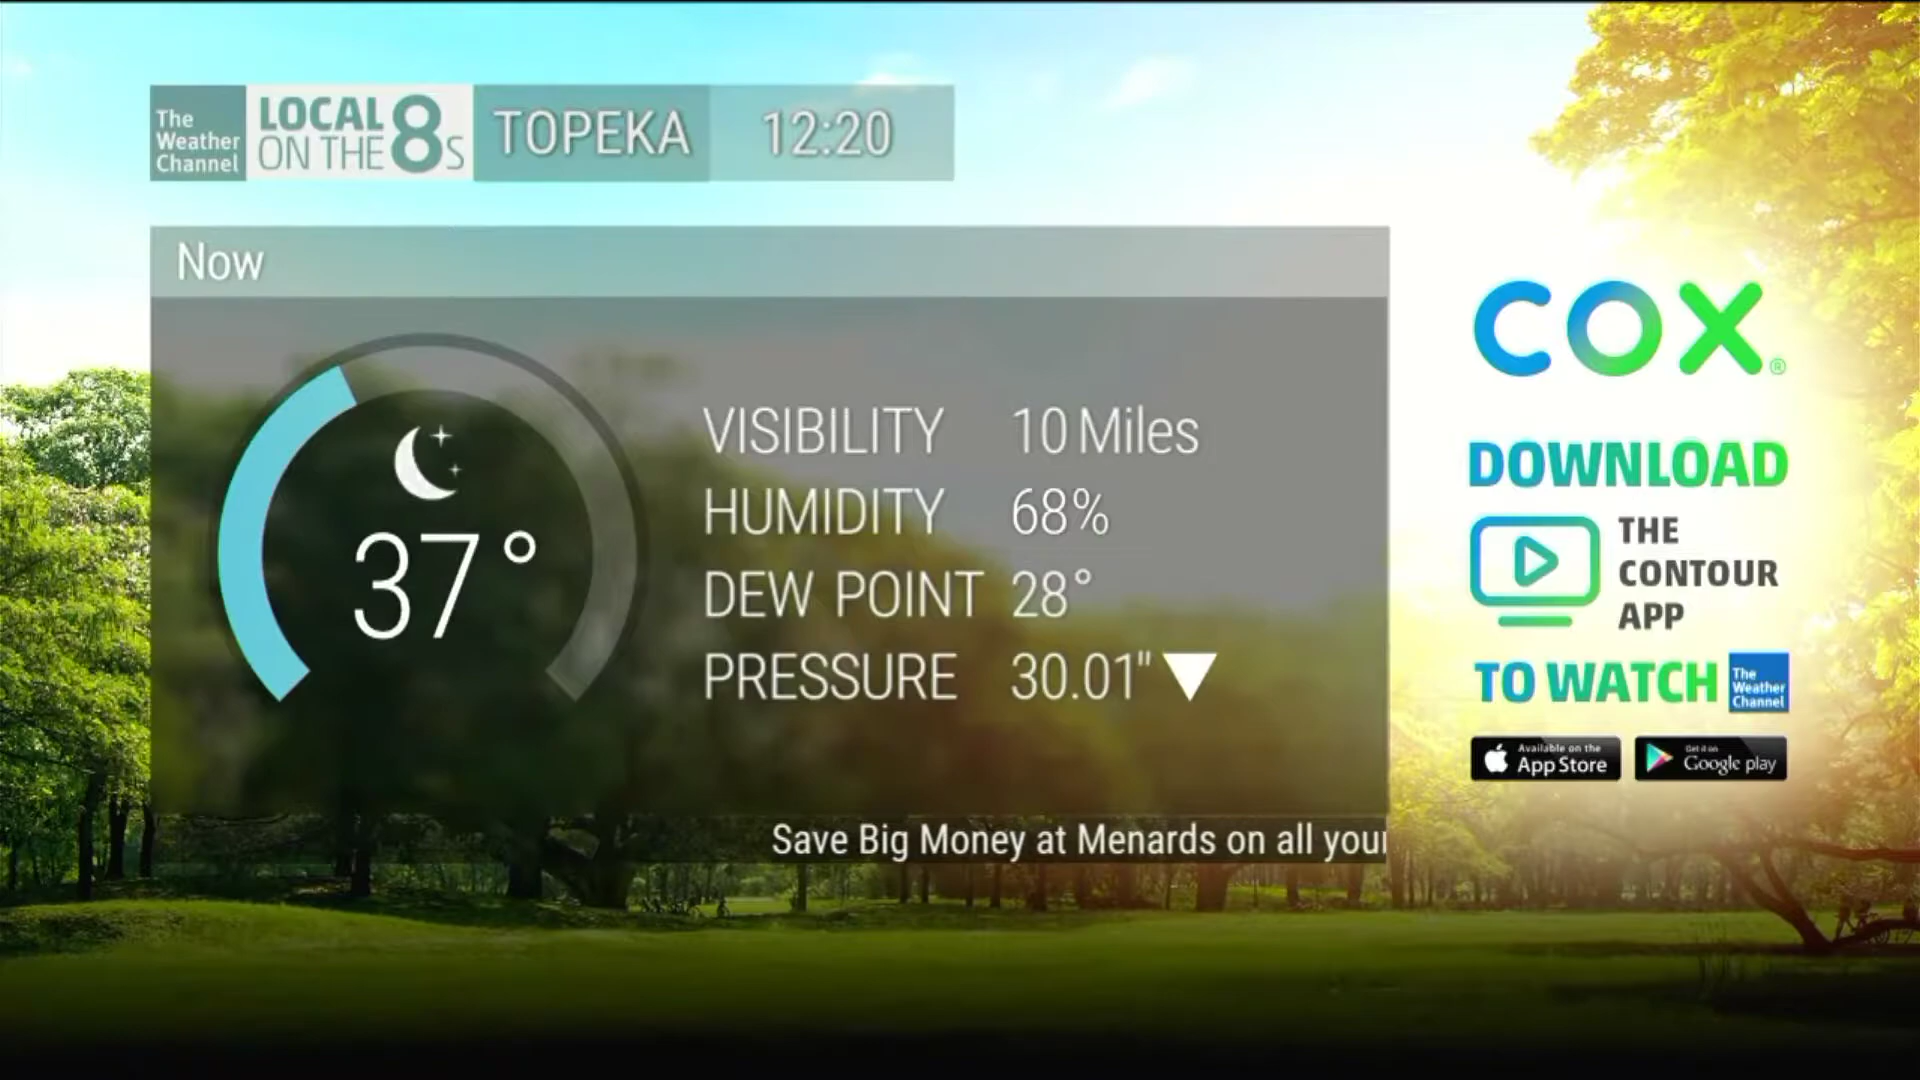 The
Weather
Channel
LOCAL
ON THE 8s
TOPEKA
12:20
Now
37°
VISIBILITY 10 Miles
HUMIDITY 68%
DEW POINT 28°
PRESSURE 30.01"
Save Big Money at Menards on all your
COX®
DOWNLOAD
THE
CONTOUR
APP
TO WATCH
The
Weather
Channel
Available on the
App Store
Get it on
Google play